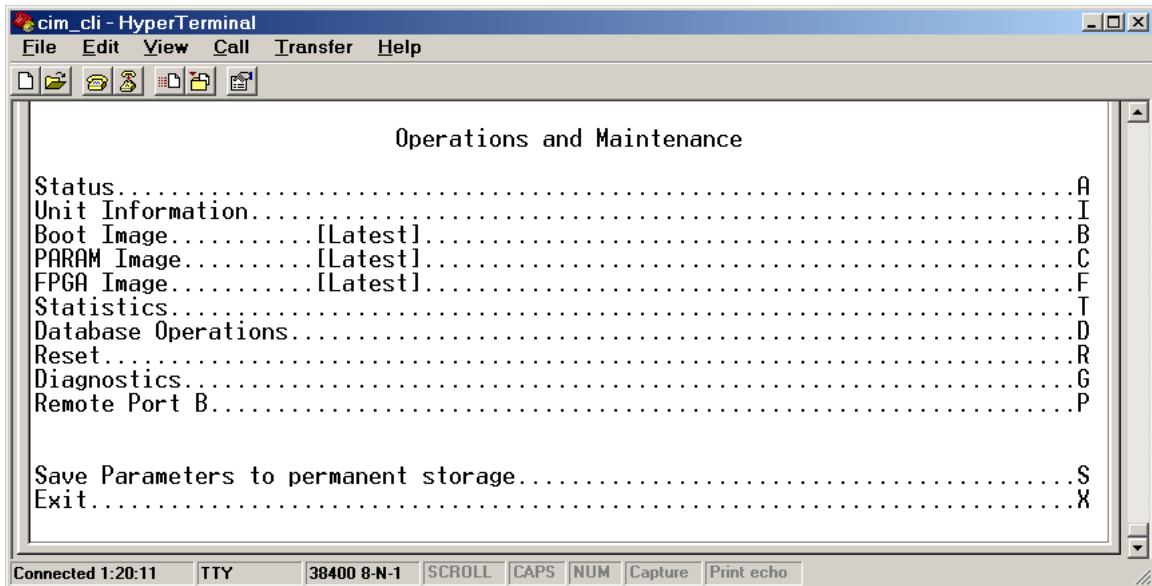 cim_cli - HyperTerminal
File Edit View Call Transfer Help
Operations and Maintenance
Status........................................................................A
Unit Information..............................................................I
Boot Image...........[Latest].................................................B
PARAM Image..........[Latest].................................................C
FPGA Image...........[Latest].................................................F
Statistics....................................................................T
Database Operations...........................................................D
Reset.........................................................................R
Diagnostics...................................................................G
Remote Port B.................................................................P
Save Parameters to permanent storage..........................................S
Exit..........................................................................X
Connected 1:20:11 TTY 38400 8-N-1 SCROLL CAPS NUM Capture Print echo